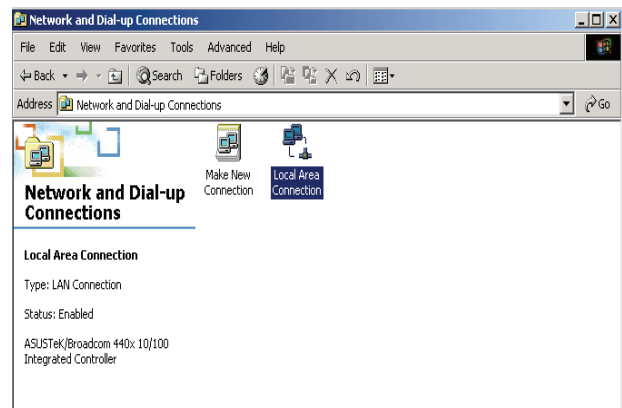 Network and Dial-up Connections
File Edit View Favorites Tools Advanced Help
Back Search Folders
Address Network and Dial-up Connections Go
Make New
Connection
Local Area
Connection
Network and Dial-up
Connections
Local Area Connection
Type: LAN Connection
Status: Enabled
ASUSTeK/Broadcom 440x 10/100
Integrated Controller